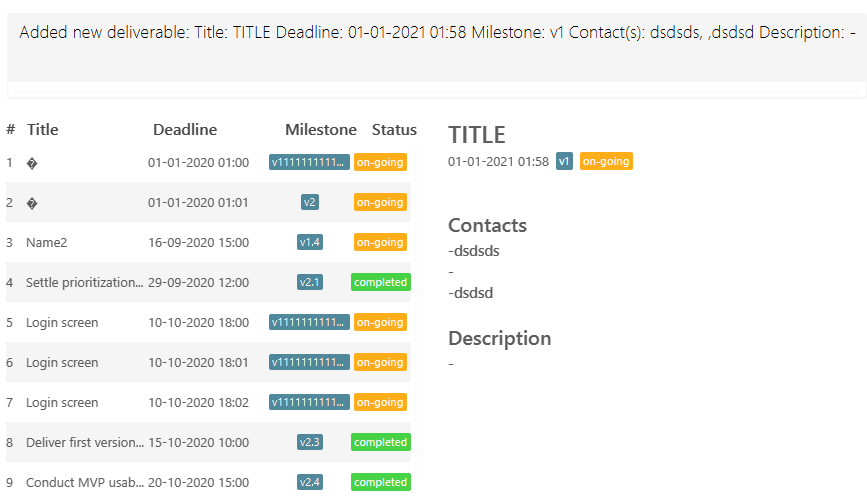 Added new deliverable: Title: TITLE Deadline: 01-01-2021 01:58 Milestone: v1 Contact(s): dsdsds, ,dsdsd Description: -
# Title Deadline Milestone Status
1 � 01-01-2020 01:00 v1111111111... on-going
2 � 01-01-2020 01:01 v2 on-going
3 Name2 16-09-2020 15:00 v1.4 on-going
4 Settle prioritization... 29-09-2020 12:00 v2.1 completed
5 Login screen 10-10-2020 18:00 v1111111111... on-going
6 Login screen 10-10-2020 18:01 v1111111111... on-going
7 Login screen 10-10-2020 18:02 v1111111111... on-going
8 Deliver first version... 15-10-2020 10:00 v2.3 completed
9 Conduct MVP usab... 20-10-2020 15:00 v2.4 completed
TITLE
01-01-2021 01:58 v1 on-going
Contacts
-dsdsds
-
-dsdsd
Description
-